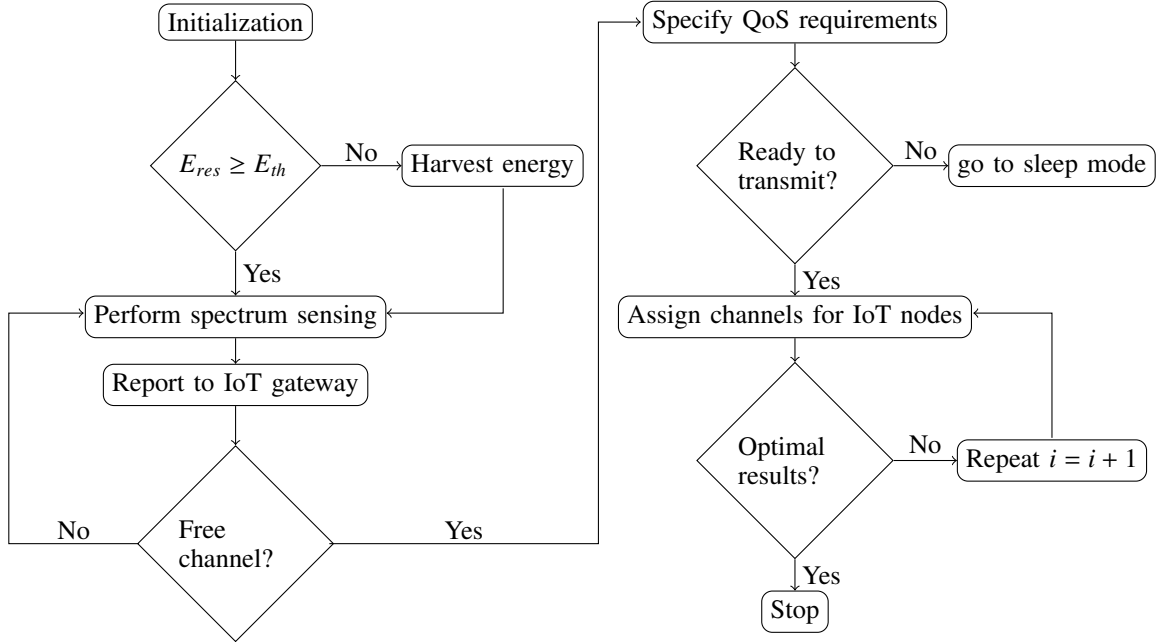 Initialization
E_res ≥ E_th
No
Harvest energy
Yes
Perform spectrum sensing
Report to IoT gateway
Free
channel?
No
Yes
Specify QoS requirements
Ready to
transmit?
No
go to sleep mode
Yes
Assign channels for IoT nodes
Optimal
results?
No
Repeat i = i + 1
Yes
Stop